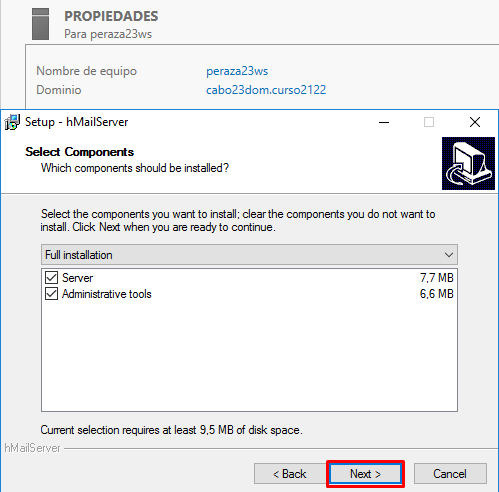 PROPIEDADES
Para peraza23ws
Nombre de equipo peraza23ws
Dominio cabo23dom.curso2122
Setup - hMailServer
Select Components
Which components should be installed?
Select the components you want to install; clear the components you do not want to
install. Click Next when you are ready to continue.
Full installation
Server 7,7 MB
Administrative tools 6,6 MB
Current selection requires at least 9,5 MB of disk space.
hMailServer
< Back Next > Cancel